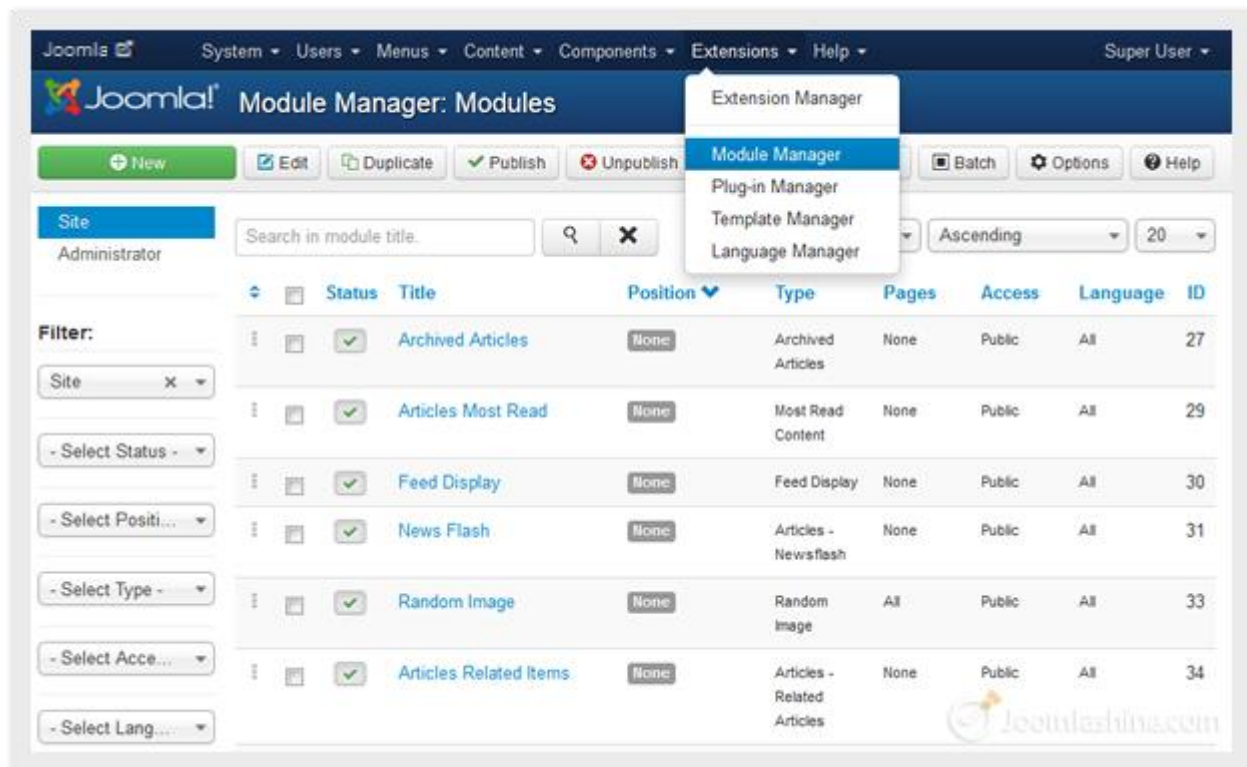 Joomla System Users Menus Content Components Extensions Help Super User
Joomla! Module Manager: Modules
Extension Manager
Module Manager
Plug-in Manager
Template Manager
Language Manager
New Edit Duplicate Publish Unpublish Batch Options Help
Site
Administrator
Search in module title. Ascending 20
Status Title Position Type Pages Access Language ID
Filter:
Site
- Select Status -
- Select Positi...
- Select Type -
- Select Acce...
- Select Lang...
Archived Articles None Archived None Public All 27
Articles
Articles Most Read None Most Read None Public All 29
Content
Feed Display None Feed Display None Public All 30
News Flash None Articles - None Public All 31
Newsflash
Random Image None Random All Public All 33
Image
Articles Related Items None Articles - None Public All 34
Related
Articles
Joomlashine.com